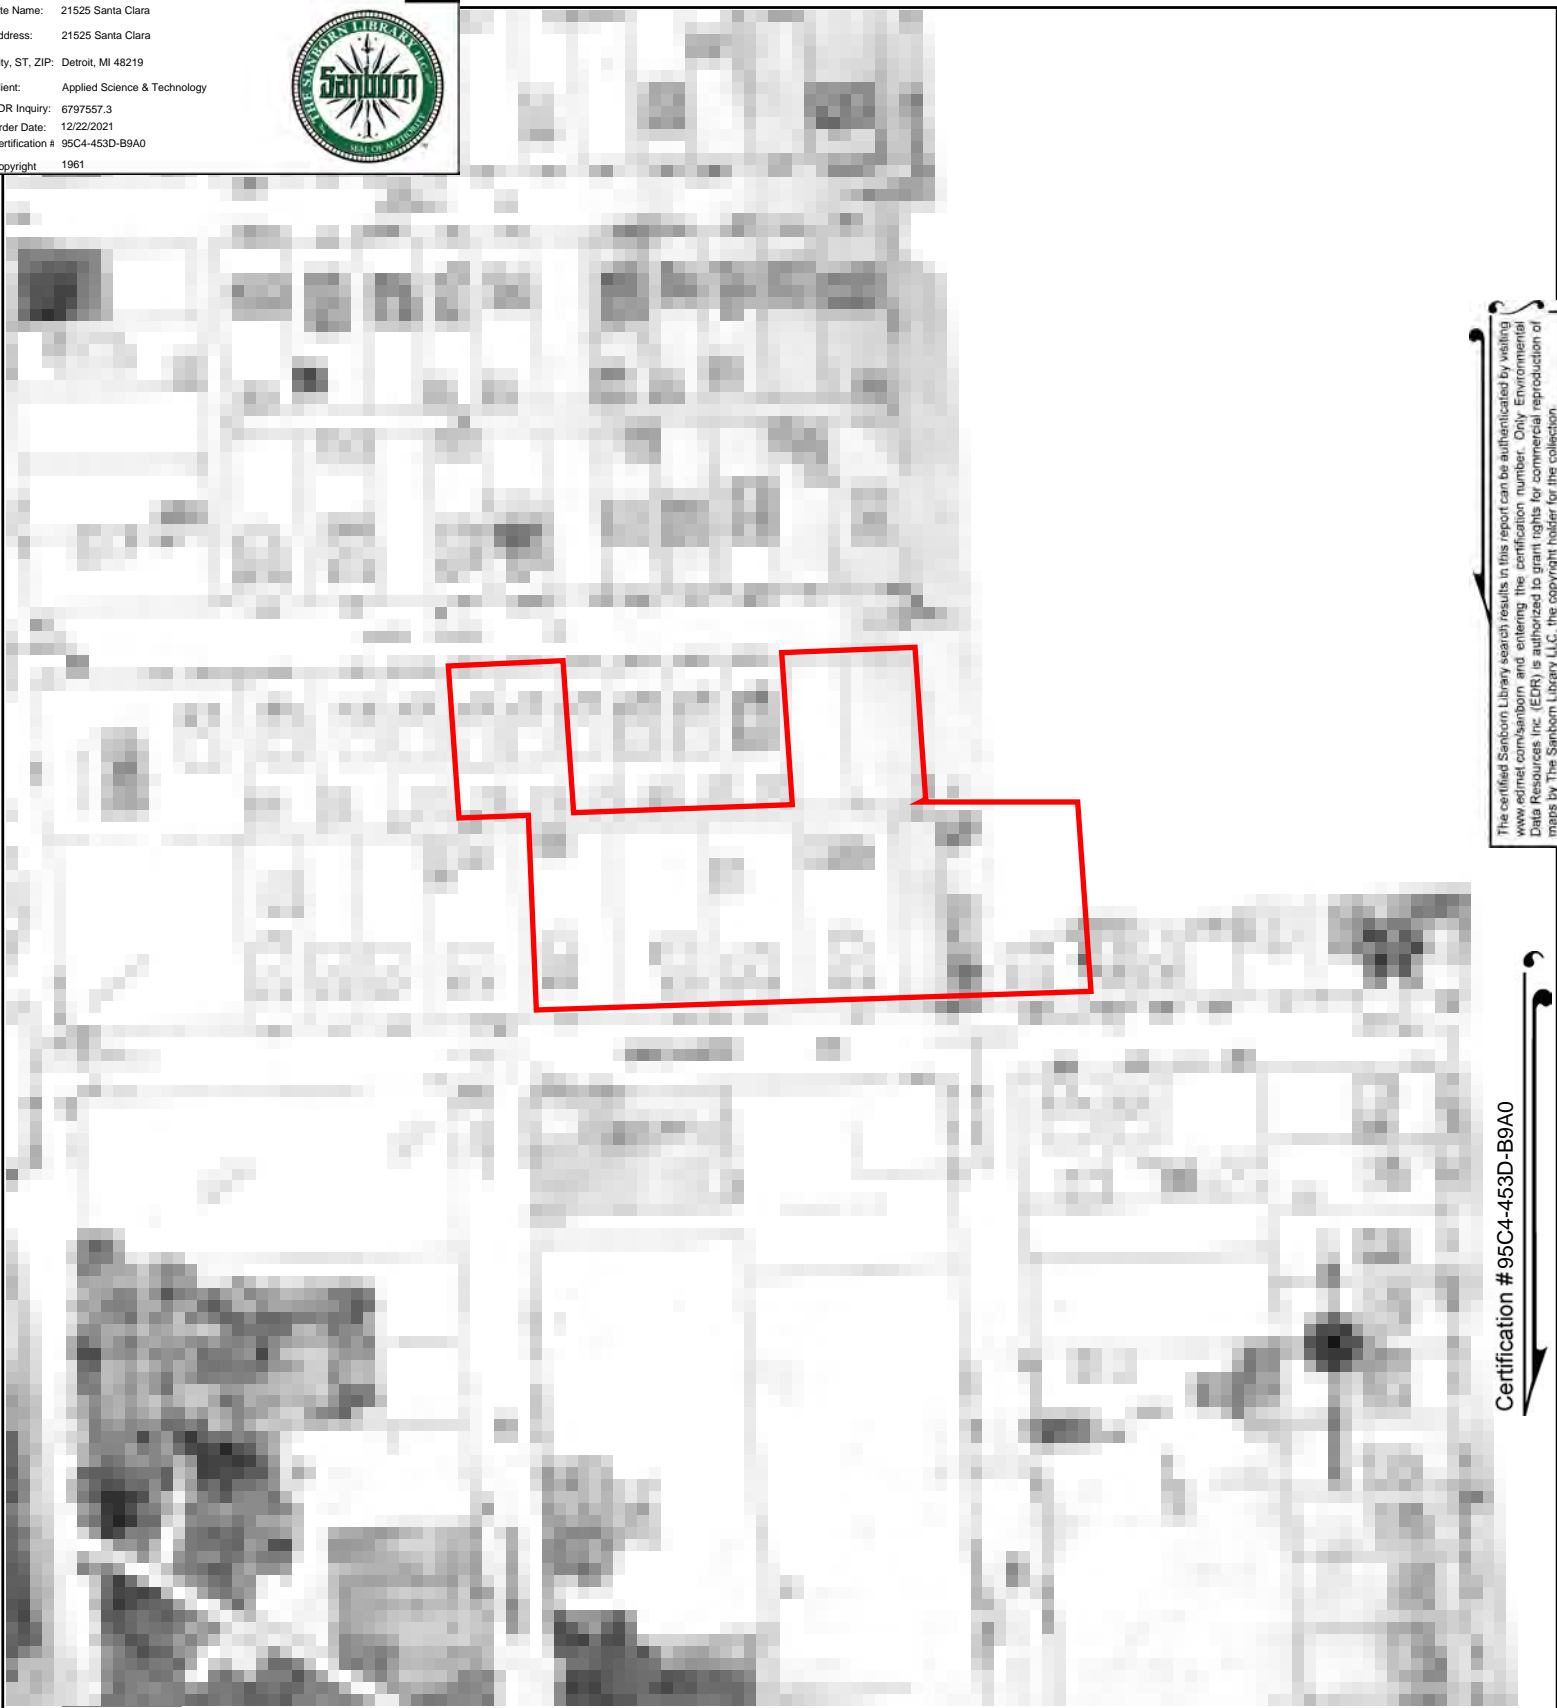 te Name: 21525 Santa Clara
ddress: 21525 Santa Clara
ty, ST, ZIP: Detroit, MI 48219
ient: Applied Science & Technology
DR Inquiry: 6797557.3
rder Date: 12/22/2021
ertification # 95C4-453D-B9A0
opyright 1961
THE SANBORN LIBRARY, LLC
Sanborn
SEAL OF AUTHORITY
The certified Sanborn Library search results in this report can be authenticated by visiting
www.edrnet.com/sanborn and entering the certification number. Only Environmental
Data Resources Inc. (EDR) is authorized to grant rights for commercial reproduction of
maps by The Sanborn Library LLC, the copyright holder for the collection.
Certification # 95C4-453D-B9A0